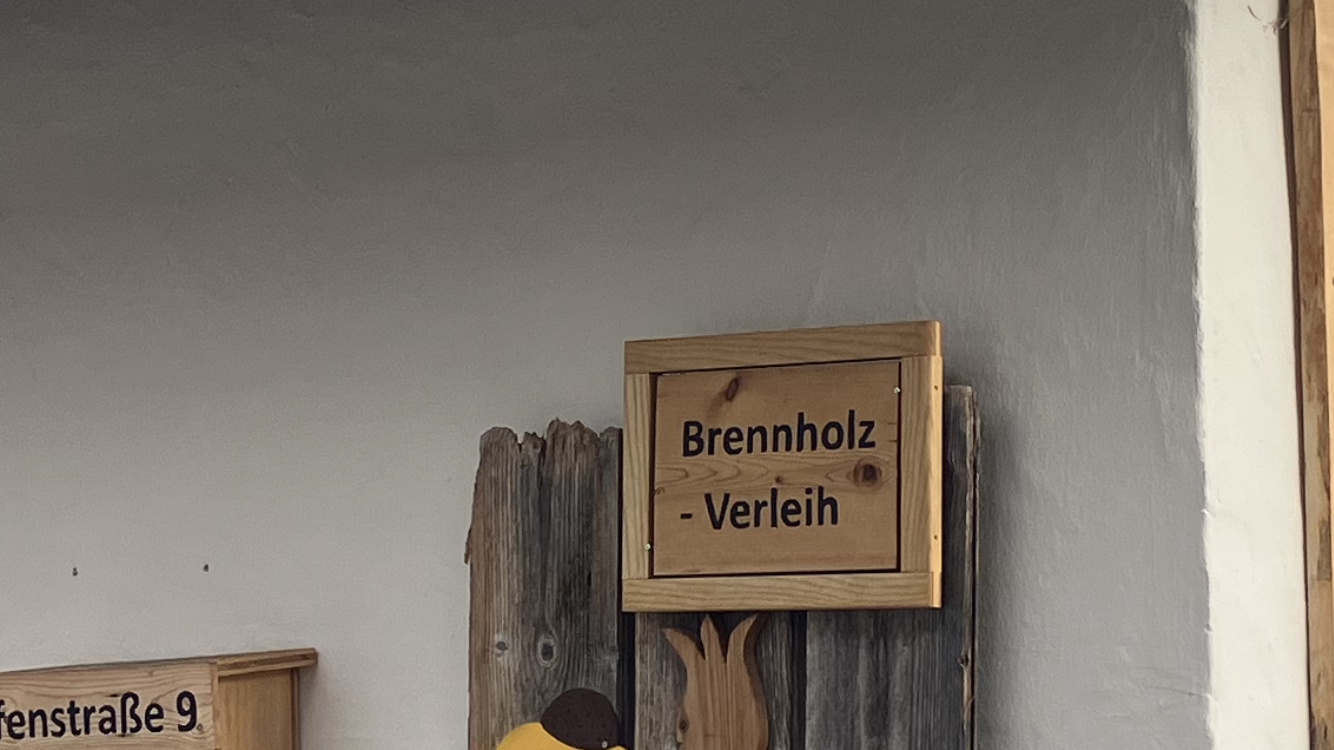 Brennholz
- Verleih
fenstraße 9